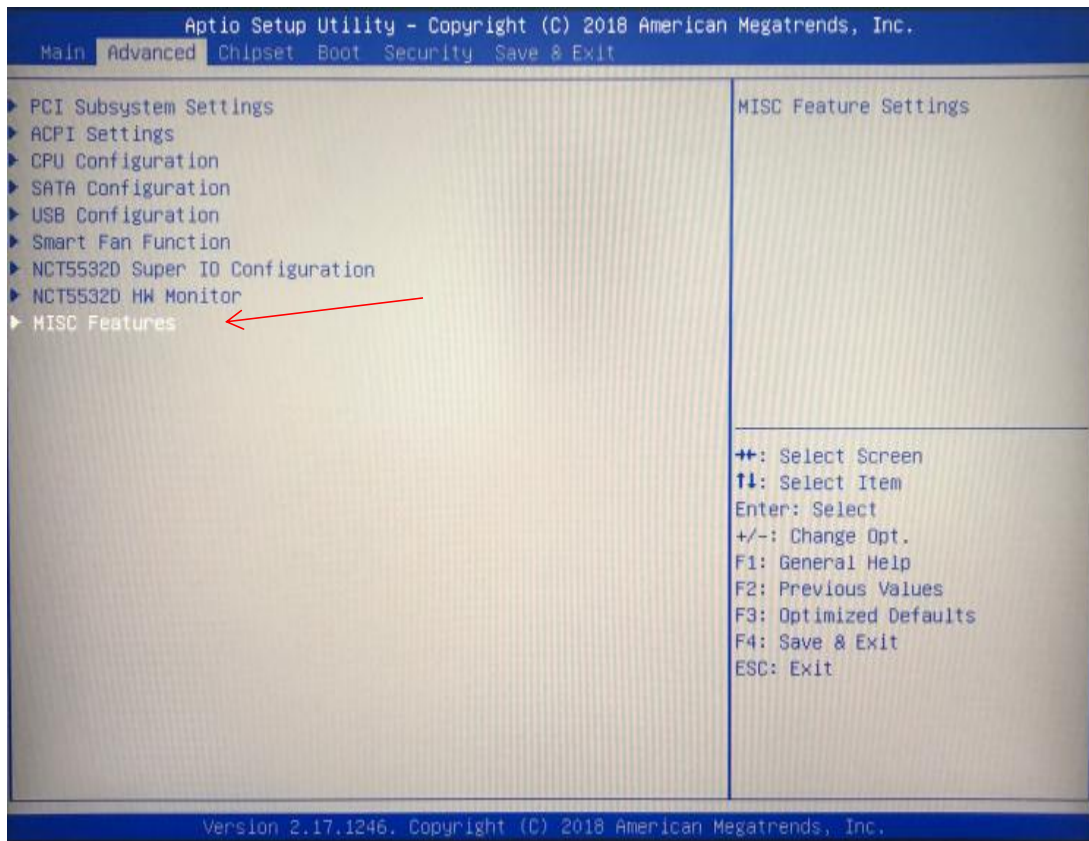 Aptio Setup Utility - Copyright (C) 2018 American Megatrends, Inc.
Main Advanced Chipset Boot Security Save & Exit
PCI Subsystem Settings
ACPI Settings
CPU Configuration
SATA Configuration
USB Configuration
Smart Fan Function
NCT5532D Super IO Configuration
NCT5532D HW Monitor
MISC Features
MISC Feature Settings
→←: Select Screen
↑↓: Select Item
Enter: Select
+/-: Change Opt.
F1: General Help
F2: Previous Values
F3: Optimized Defaults
F4: Save & Exit
ESC: Exit
Version 2.17.1246. Copyright (C) 2018 American Megatrends, Inc.